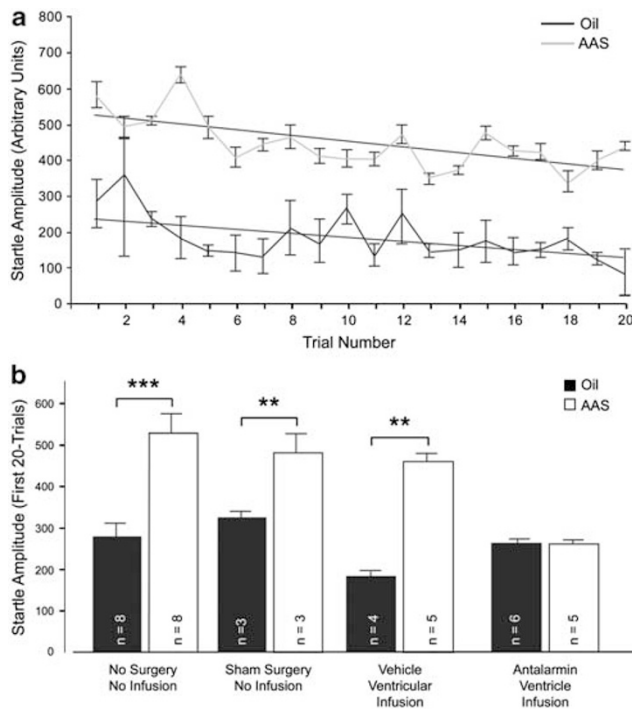 a
Startle Amplitude (Arbitrary Units)
800
700
600
500
400
300
200
100
0
Oil
AAS
2
4
6
8
10
12
14
16
18
20
Trial Number
b
Startle Amplitude (First 20-Trials)
600
500
400
300
200
100
***
**
**
Oil
AAS
n = 8
n = 8
n = 3
n = 3
n = 4
n = 5
n = 6
n = 5
No Surgery
No Infusion
Sham Surgery
No Infusion
Vehicle
Ventricular
Infusion
Antalarmin
Ventricle
Infusion